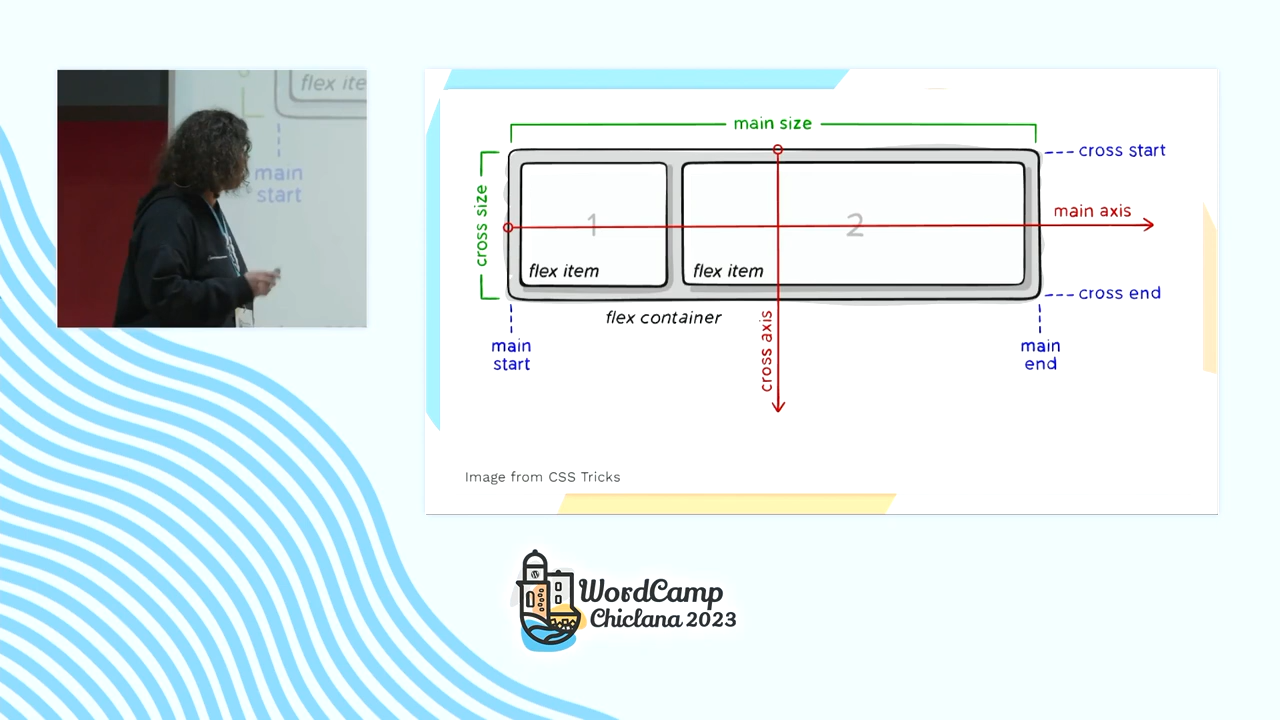 flex ite
main
start
main size
cross start
cross size
main axis
1
2
flex item
flex item
cross end
flex container
cross axis
main
start
main
end
Image from CSS Tricks
WordCamp
Chiclana 2023